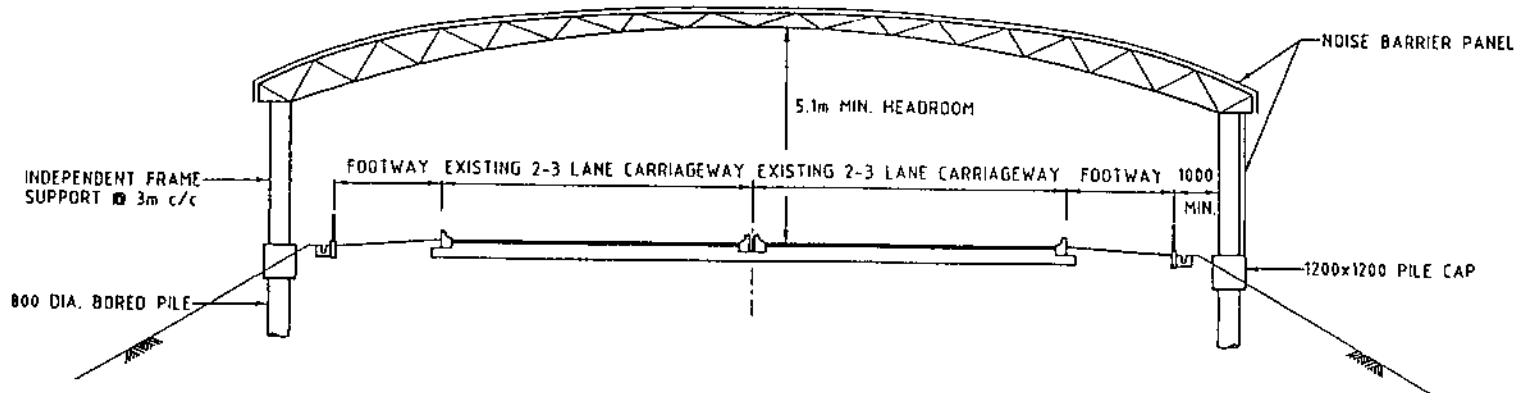 NOISE BARRIER PANEL
5.1m MIN. HEADROOM
INDEPENDENT FRAME
SUPPORT @ 3m c/c
FOOTWAY EXISTING 2-3 LANE CARRIAGEWAY EXISTING 2-3 LANE CARRIAGEWAY FOOTWAY 1000
MIN.
800 DIA. BORED PILE
1200x1200 PILE CAP